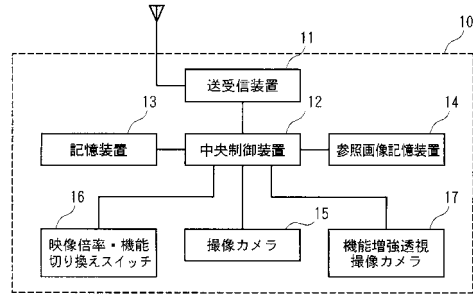 10
11
送受信装置
13
12
14
記憶装置
中央制御装置
参照画像記憶装置
16
15
17
映像倍率・機能
切り換えスイッチ
撮像カメラ
機能増強透視
撮像カメラ